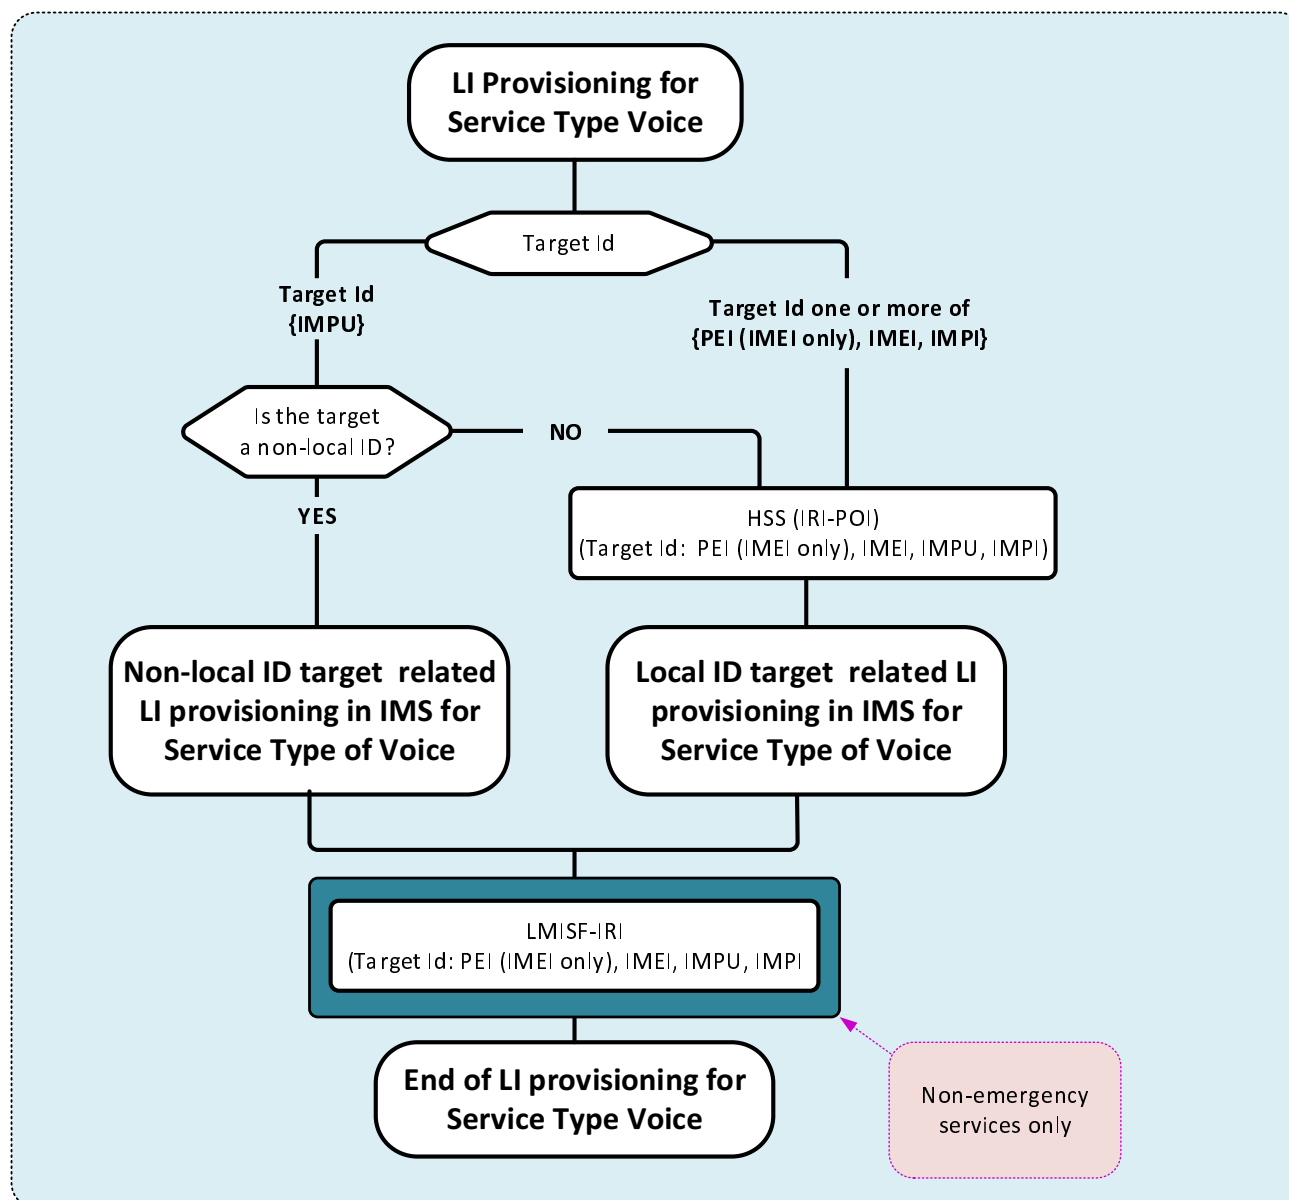 LI Provisioning for
Service Type Voice
Target Id
Target Id
{IMPU}
Target Id one or more of
{PEI (IMEI only), IMEI, IMPI}
Is the target
a non-local ID?
NO
YES
HSS (IRI-POI)
(Target Id:  PEI (IMEI only), IMEI, IMPU, IMPI)
Non-local ID target  related
LI provisioning in IMS for
Service Type of Voice
Local ID target  related LI
provisioning in IMS for
Service Type of Voice
LMISF-IRI
(Target Id: PEI (IMEI only), IMEI, IMPU, IMPI
End of LI provisioning for
Service Type Voice
Non-emergency
services only